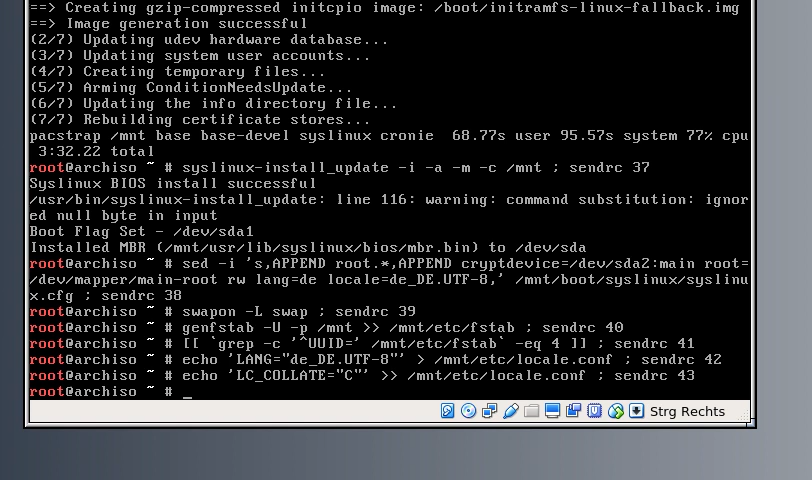 ==> Creating gzip-compressed initcpio image: /boot/initramfs-linux-fallback.img
==> Image generation successful
(2/7) Updating udev hardware database...
(3/7) Updating system user accounts...
(4/7) Creating temporary files...
(5/7) Arming ConditionNeedsUpdate...
(6/7) Updating the info directory file...
(7/7) Rebuilding certificate stores...
pacstrap /mnt base base-devel syslinux cronie  68.77s user 95.57s system 77% cpu
 3:32.22 total
root@archiso ~ # syslinux-install_update -i -a -m -c /mnt ; sendrc 37
Syslinux BIOS install successful
/usr/bin/syslinux-install_update: line 116: warning: command substitution: ignor
ed null byte in input
Boot Flag Set - /dev/sda1
Installed MBR (/mnt/usr/lib/syslinux/bios/mbr.bin) to /dev/sda
root@archiso ~ # sed -i 's,APPEND root.*,APPEND cryptdevice=/dev/sda2:main root=
/dev/mapper/main-root rw lang=de locale=de_DE.UTF-8,' /mnt/boot/syslinux/syslinu
x.cfg ; sendrc 38
root@archiso ~ # swapon -L swap ; sendrc 39
root@archiso ~ # genfstab -U -p /mnt >> /mnt/etc/fstab ; sendrc 40
root@archiso ~ # [[ `grep -c '^UUID=' /mnt/etc/fstab` -eq 4 ]] ; sendrc 41
root@archiso ~ # echo 'LANG="de_DE.UTF-8"' > /mnt/etc/locale.conf ; sendrc 42
root@archiso ~ # echo 'LC_COLLATE="C"' >> /mnt/etc/locale.conf ; sendrc 43
root@archiso ~ # _
Strg Rechts